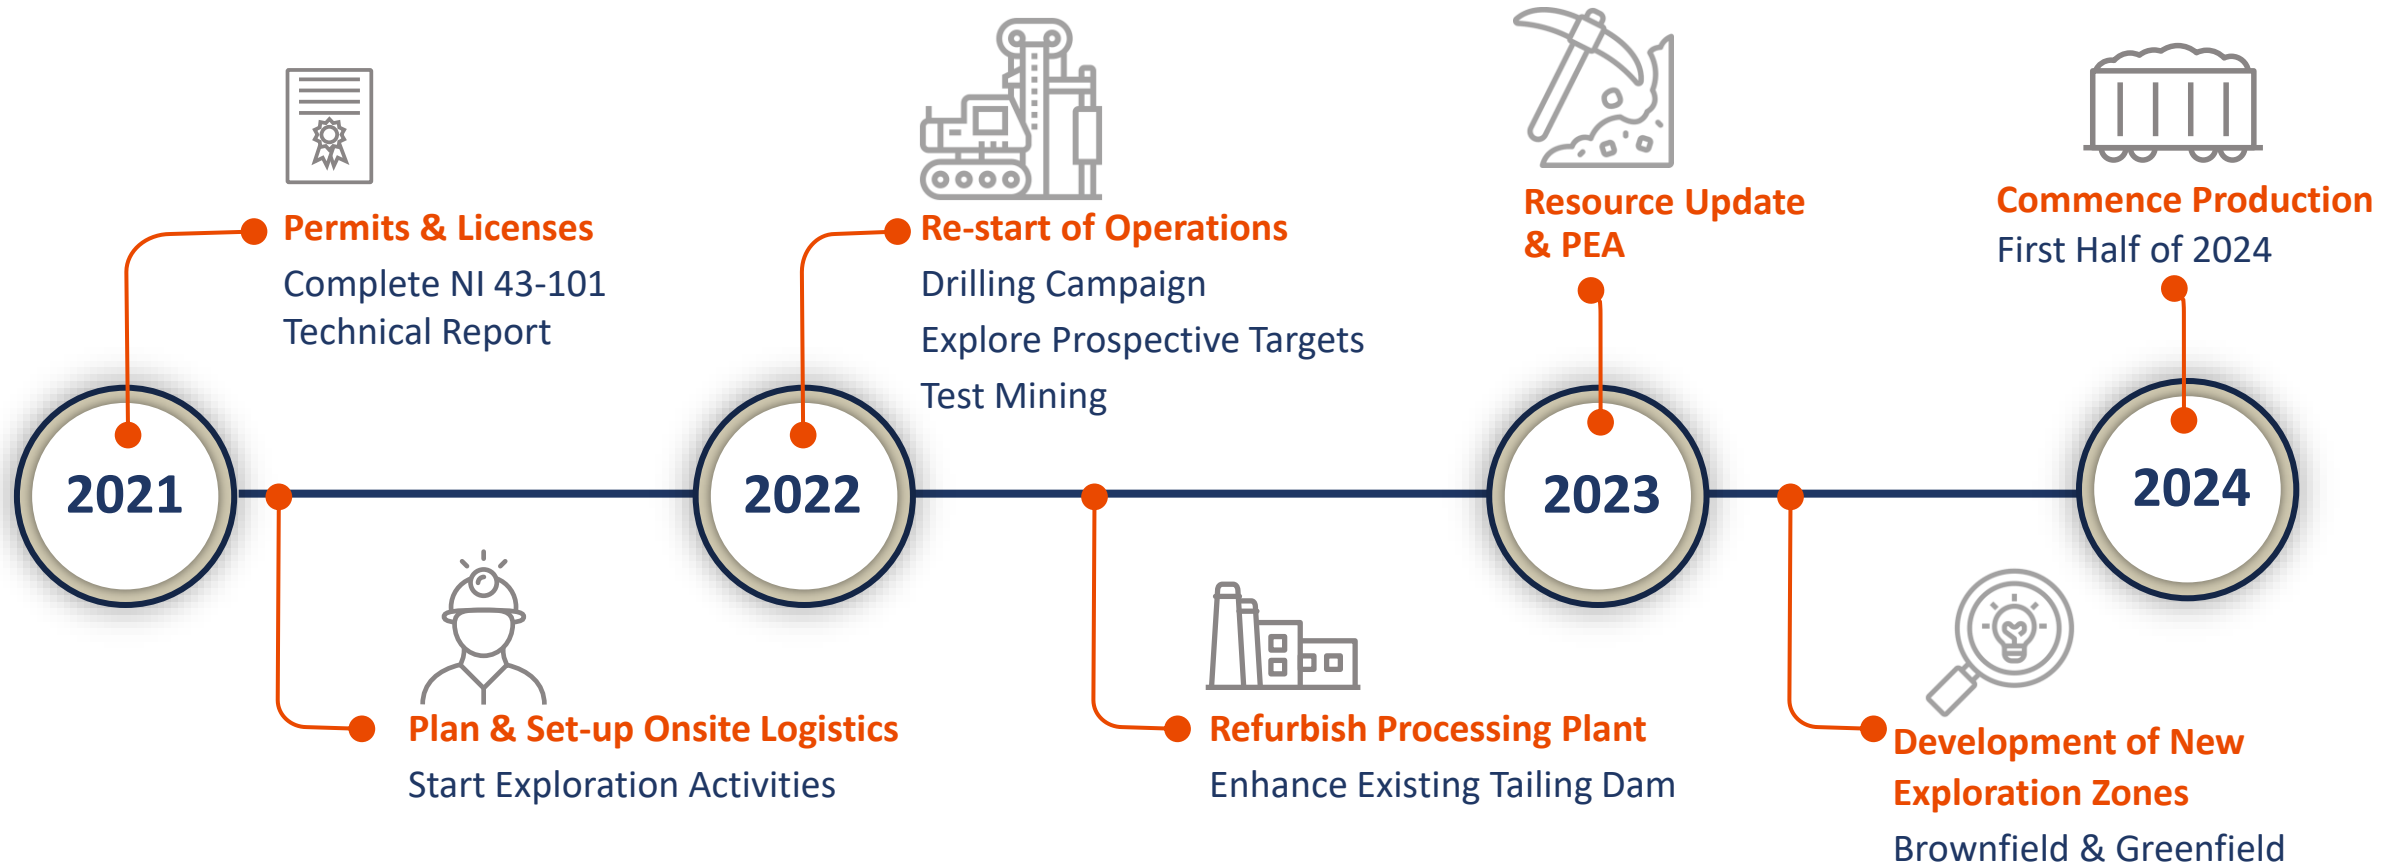 Permits & Licenses
Complete NI 43-101
Technical Report
Re-start of Operations
Drilling Campaign
Explore Prospective Targets
Test Mining
Resource Update
& PEA
Commence Production
First Half of 2024
2021
2022
2023
2024
Plan & Set-up Onsite Logistics
Start Exploration Activities
Refurbish Processing Plant
Enhance Existing Tailing Dam
Development of New
Exploration Zones
Brownfield & Greenfield